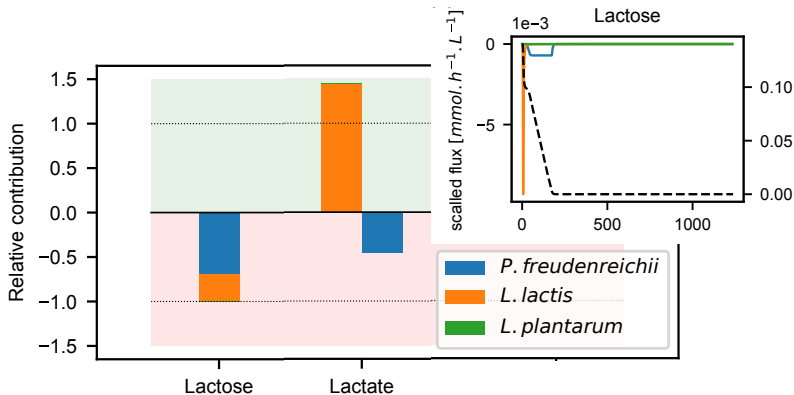 Lactose
1e−3
0
−5
scalled flux [mmol.h⁻¹.L⁻¹]
0.10
0.05
0.00
0
500
1000
1.5
1.0
0.5
0.0
−0.5
−1.0
−1.5
Relative contribution
Lactose
Lactate
P. freudenreichii
L. lactis
L. plantarum